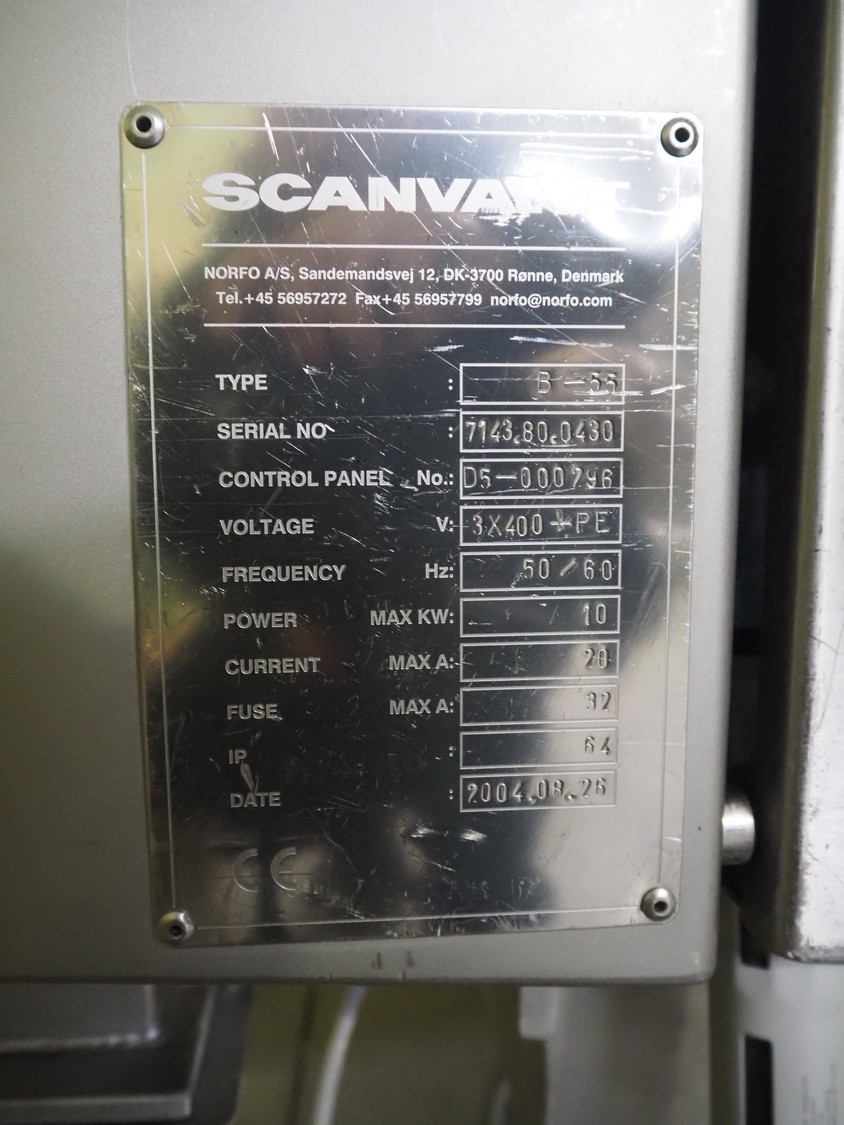 NORFO A/S, Sandemandsvej 12, DK-3700 Rønne, Denmark
Tel.+45 56957272 Fax+45 56957799 norfo@norfo.com
TYPE : B-55
SERIAL NO : 7143.80.0430
CONTROL PANEL No.: D5-000296
VOLTAGE V: 3X400+PE
FREQUENCY Hz: 50/60
POWER MAX KW: 10
CURRENT MAX A: 20
FUSE MAX A: 32
IP : 64
DATE : 2004.08.26
CE